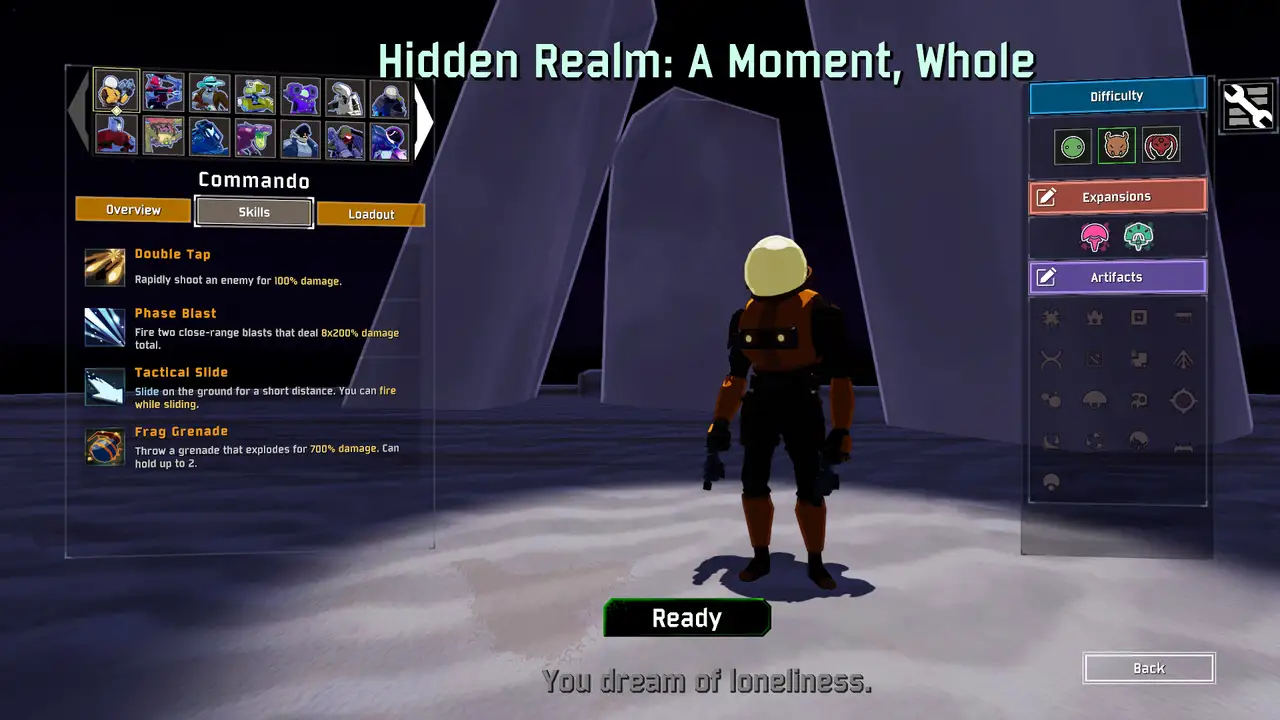 Hidden Realm: A Moment, Whole
Commando
Overview
Skills
Loadout
Double Tap
Rapidly shoot an enemy for 100% damage.
Phase Blast
Fire two close-range blasts that deal 8x200% damage
total.
Tactical Slide
Slide on the ground for a short distance. You can fire
while sliding.
Frag Grenade
Throw a grenade that explodes for 700% damage. Can
hold up to 2.
Difficulty
Expansions
Artifacts
Ready
You dream of loneliness.
Back